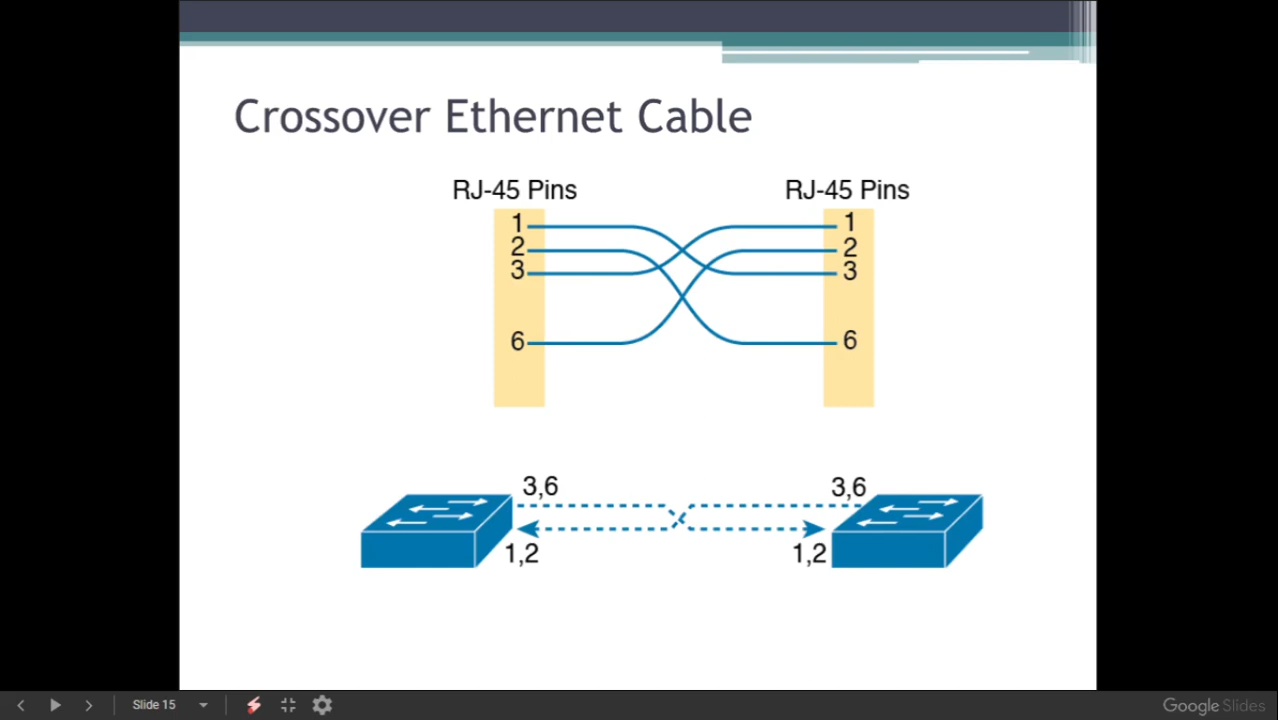 Crossover Ethernet Cable
RJ-45 Pins RJ-45 Pins
1 1
2 2
3 3
6 6
3,6 3,6
1,2 1,2
Slide 15
Google Slides